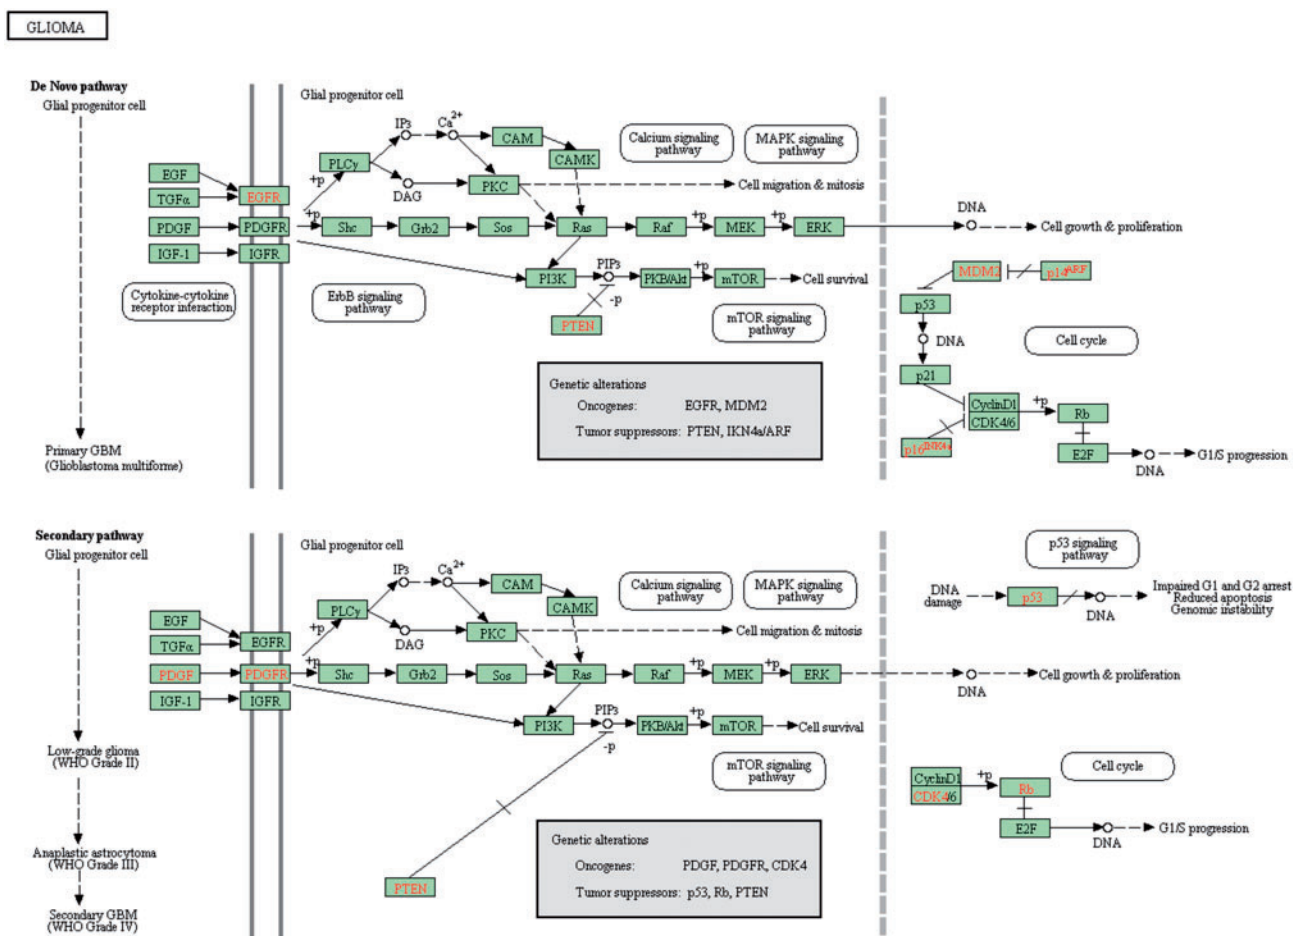 GLIOMA
De Novo pathway
Glial progenitor cell
Glial progenitor cell
IP3
Ca2+
CAM
CAMK
Calcium signaling
pathway
MAPK signaling
pathway
PLCγ
+p
DAG
PKC
Cell migration & mitosis
EGF
TGFα
EGFR
PDGF
PDGFR
+p
Shc
Grb2
Sos
Ras
Raf
+p
MEK
+p
ERK
DNA
Cell growth & proliferation
IGF-1
IGFR
PI3K
PIP3
PKB/Akt
+p
mTOR
Cell survival
-p
PTEN
MDM2
p14ARF
Cytokine-cytokine
receptor interaction
ErbB signaling
pathway
mTOR signaling
pathway
p53
DNA
Cell cycle
p21
CyclinD1
CDK4/6
+p
Rb
p16INK4a
E2F
DNA
G1/S progression
Genetic alterations
Oncogenes: EGFR, MDM2
Tumor suppressors: PTEN, IKN4a/ARF
Primary GBM
(Glioblastoma multiforme)
Secondary pathway
Glial progenitor cell
Glial progenitor cell
IP3
Ca2+
CAM
CAMK
Calcium signaling
pathway
MAPK signaling
pathway
p53 signaling
pathway
DNA
damage
p53
DNA
Impaired G1 and G2 arrest
Reduced apoptosis
Genomic instability
PLCγ
+p
DAG
PKC
Cell migration & mitosis
EGF
TGFα
EGFR
PDGF
PDGFR
+p
Shc
Grb2
Sos
Ras
Raf
+p
MEK
+p
ERK
DNA
Cell growth & proliferation
IGF-1
IGFR
PI3K
PIP3
-p
PKB/Akt
+p
mTOR
Cell survival
mTOR signaling
pathway
Low-grade glioma
(WHO Grade II)
CyclinD1
CDK4/6
+p
Rb
Cell cycle
E2F
DNA
G1/S progression
Anaplastic astrocytoma
(WHO Grade III)
PTEN
Genetic alterations
Oncogenes: PDGF, PDGFR, CDK4
Tumor suppressors: p53, Rb, PTEN
Secondary GBM
(WHO Grade IV)